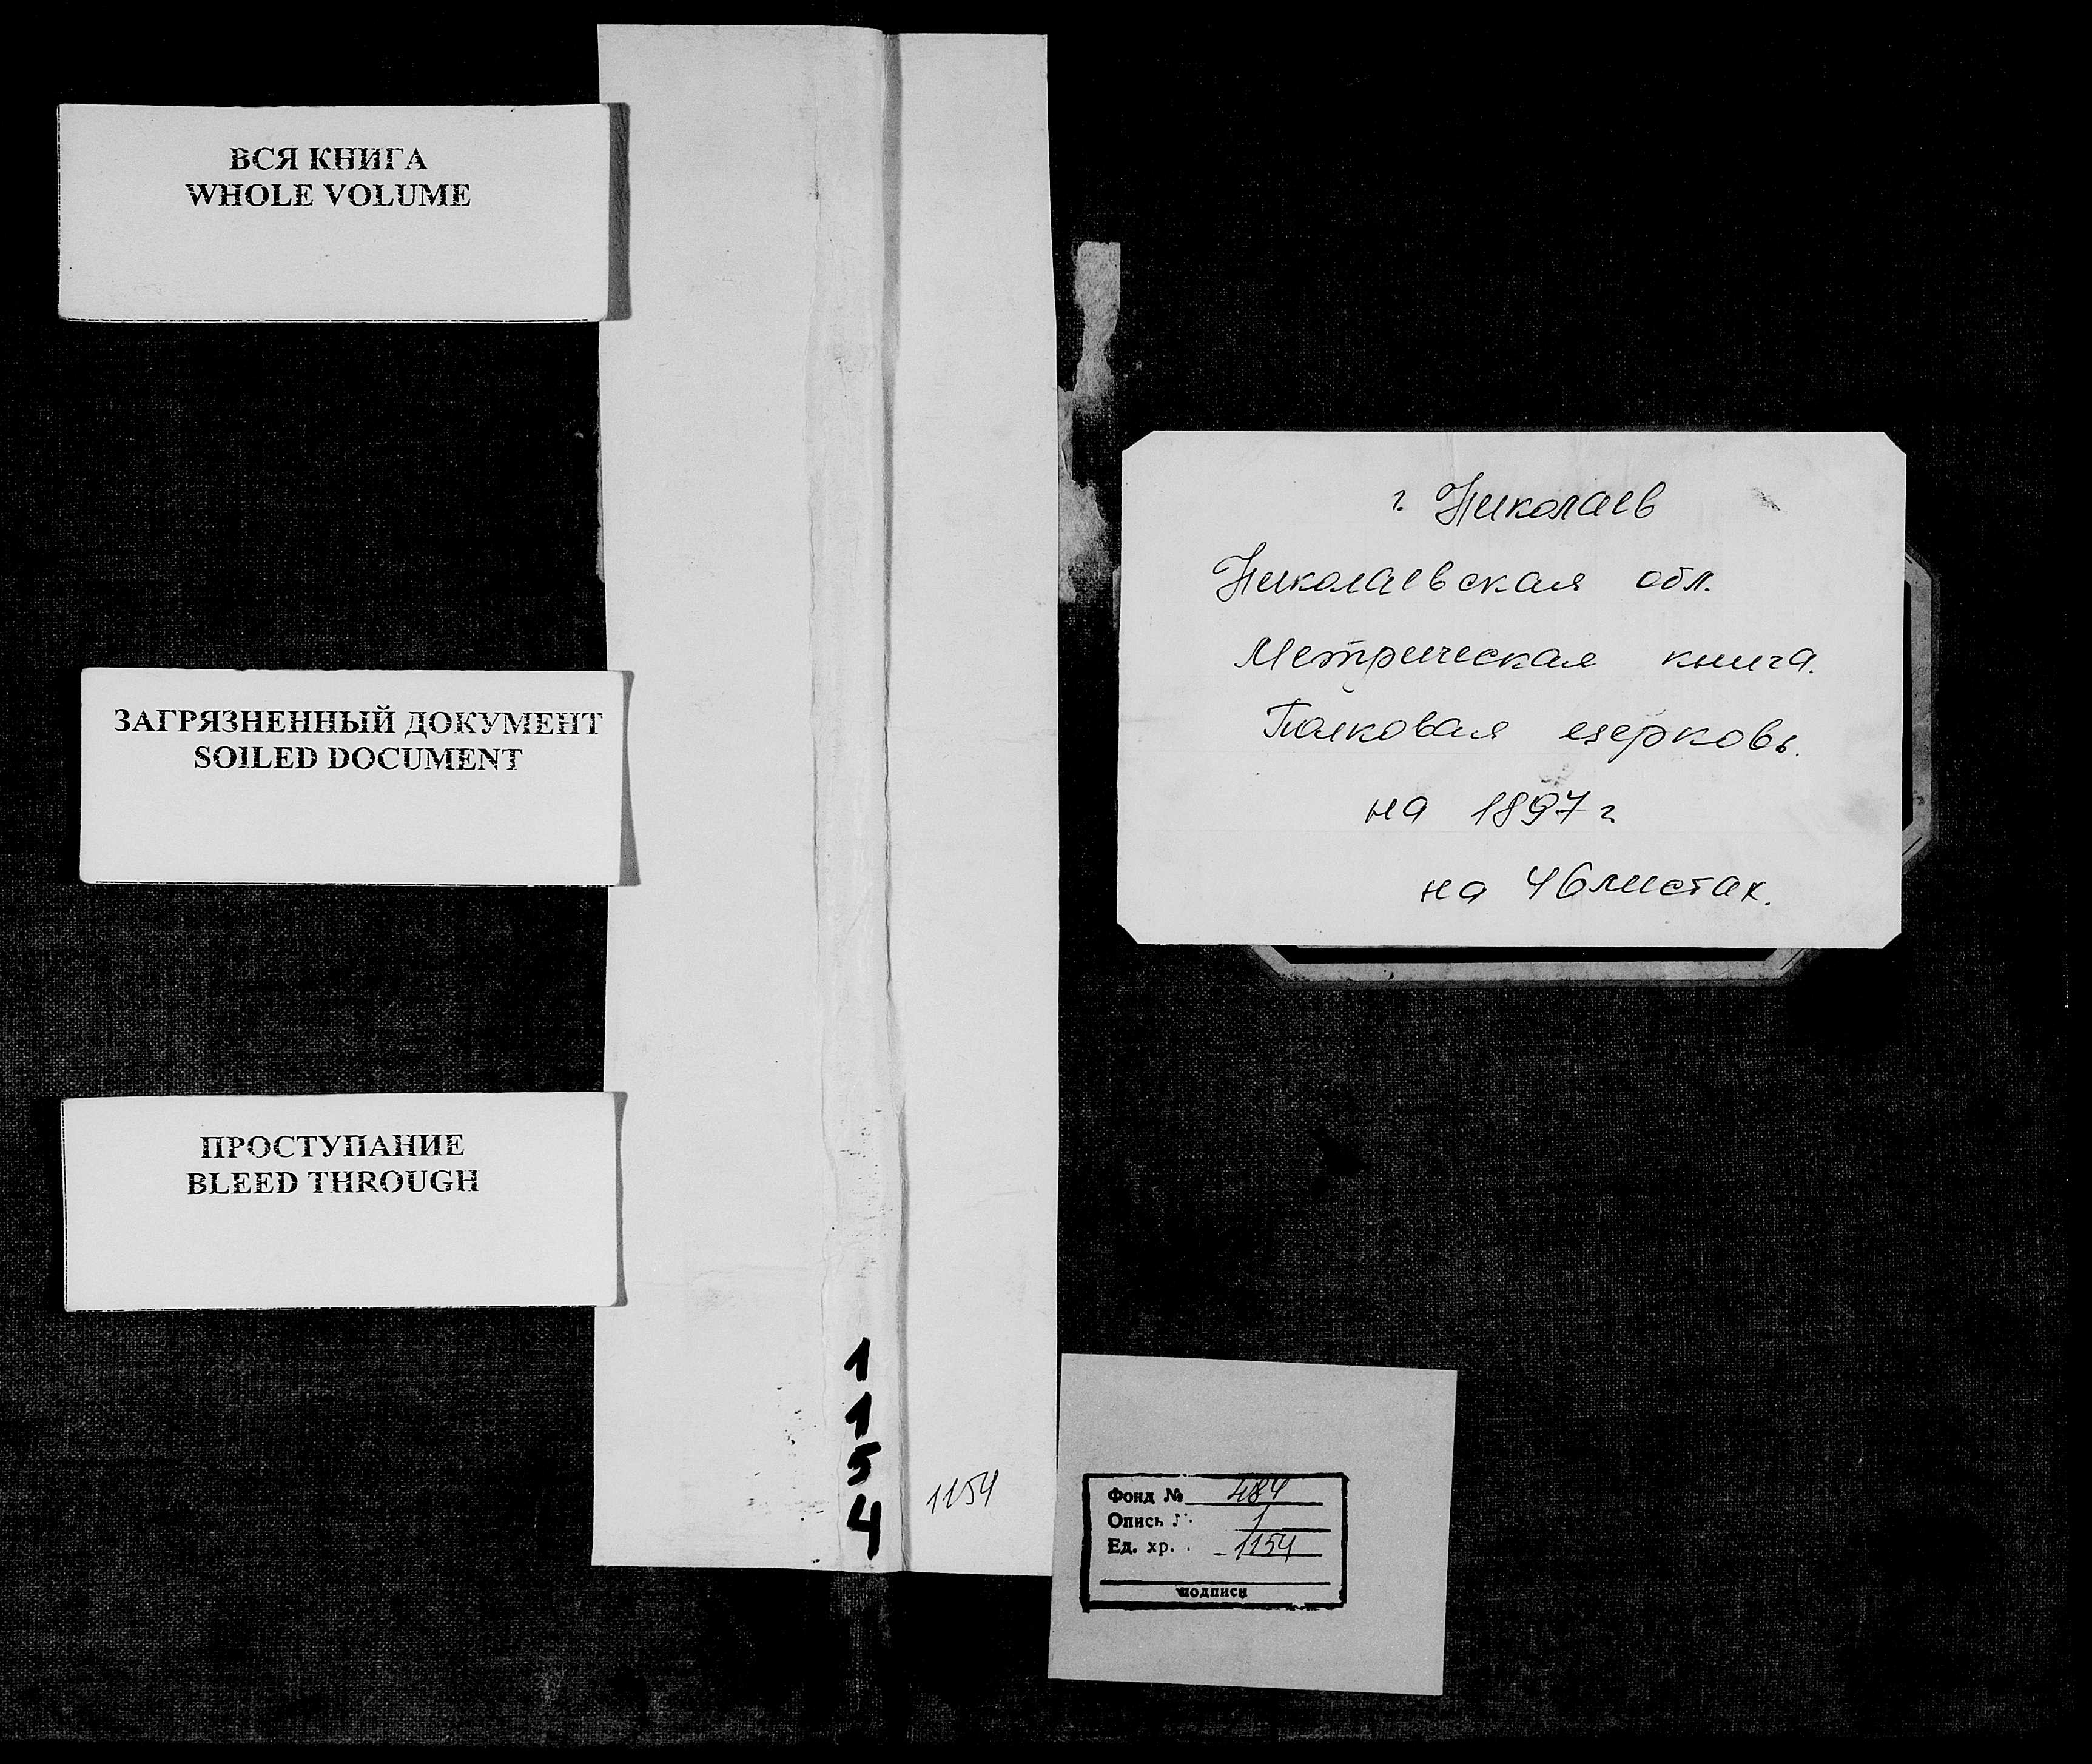 ВСЯ КНИГА
WHOLE VOLUME
ЗАГРЯЗНЕННЫЙ ДОКУМЕНТ
SOILED DOCUMENT
ПРОСТУПАНИЕ
BLEED THROUGH
1
1
5
4
1154
г. Николаев
Николаевская обл.
Метрическая книга.
Полковая церковь.
на 1897 г.
на 46 листах.
Фонд № 484
Опись № 1
Ед. хр. 1154
подписи